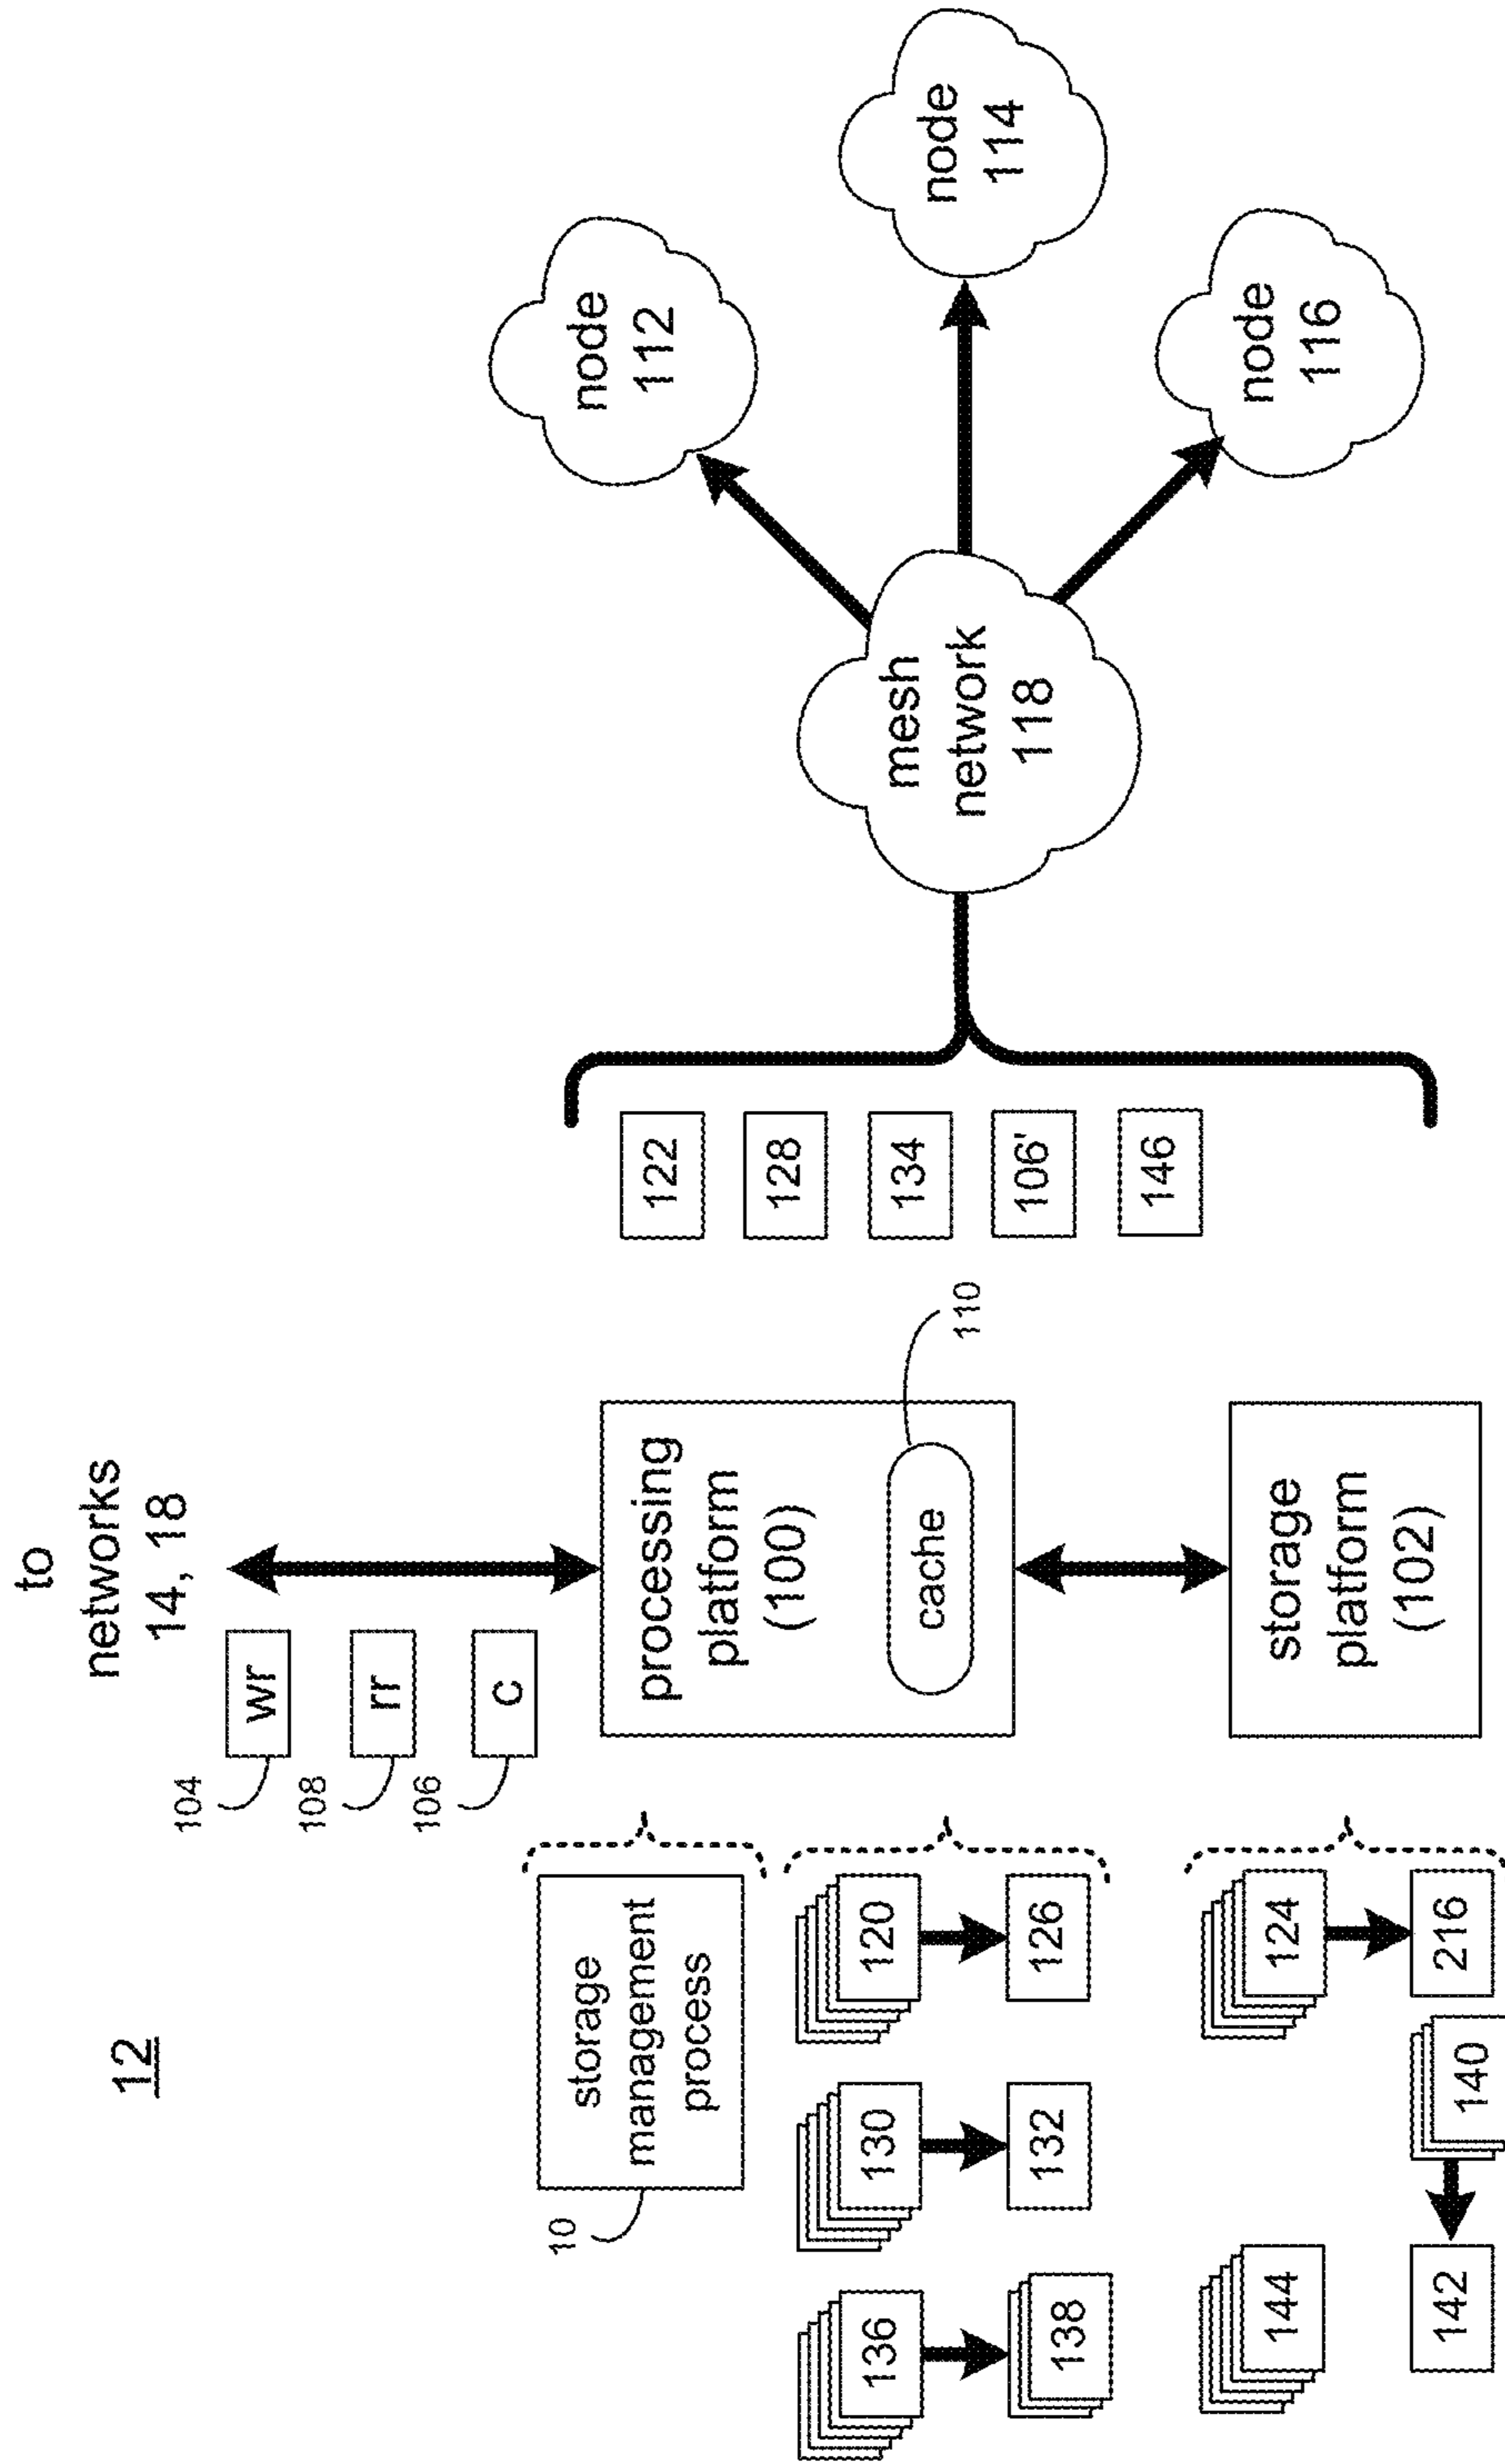 12
to
networks
14, 18
104
wr
108
rr
106
c
10
storage
management
process
processing
platform
(100)
cache
110
136
138
130
132
120
126
144
142
140
124
216
storage
platform
(102)
122
128
134
106'
146
mesh
network
118
node
112
node
114
node
116